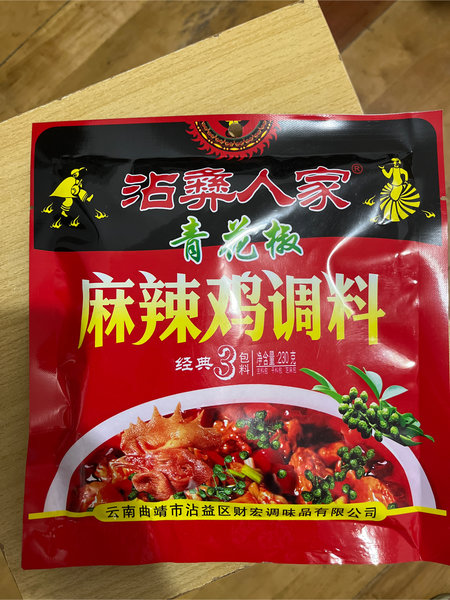 沾彝人家®
青花椒
麻辣鸡调料
经典3包料
净含量:230克
云南曲靖市沾益区财宏调味品有限公司